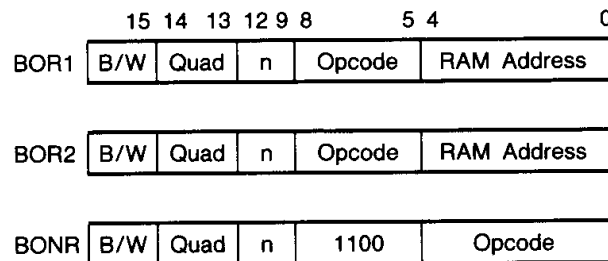 15 14 13 12 9 8 5 4 0
BOR1 B/W Quad n Opcode RAM Address
BOR2 B/W Quad n Opcode RAM Address
BONR B/W Quad n 1100 Opcode